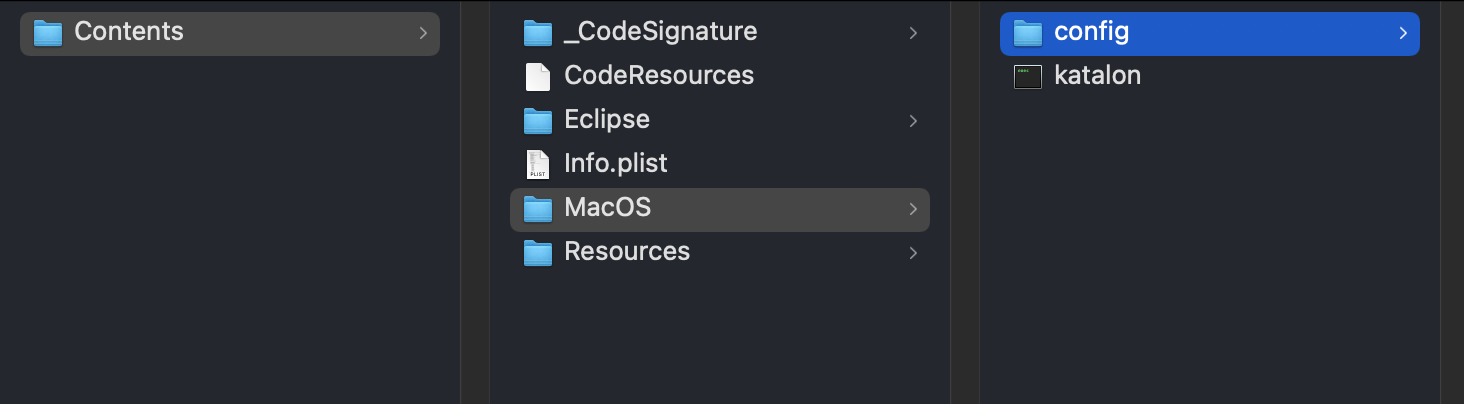 Contents
_CodeSignature
CodeResources
Eclipse
Info.plist
MacOS
Resources
config
katalon